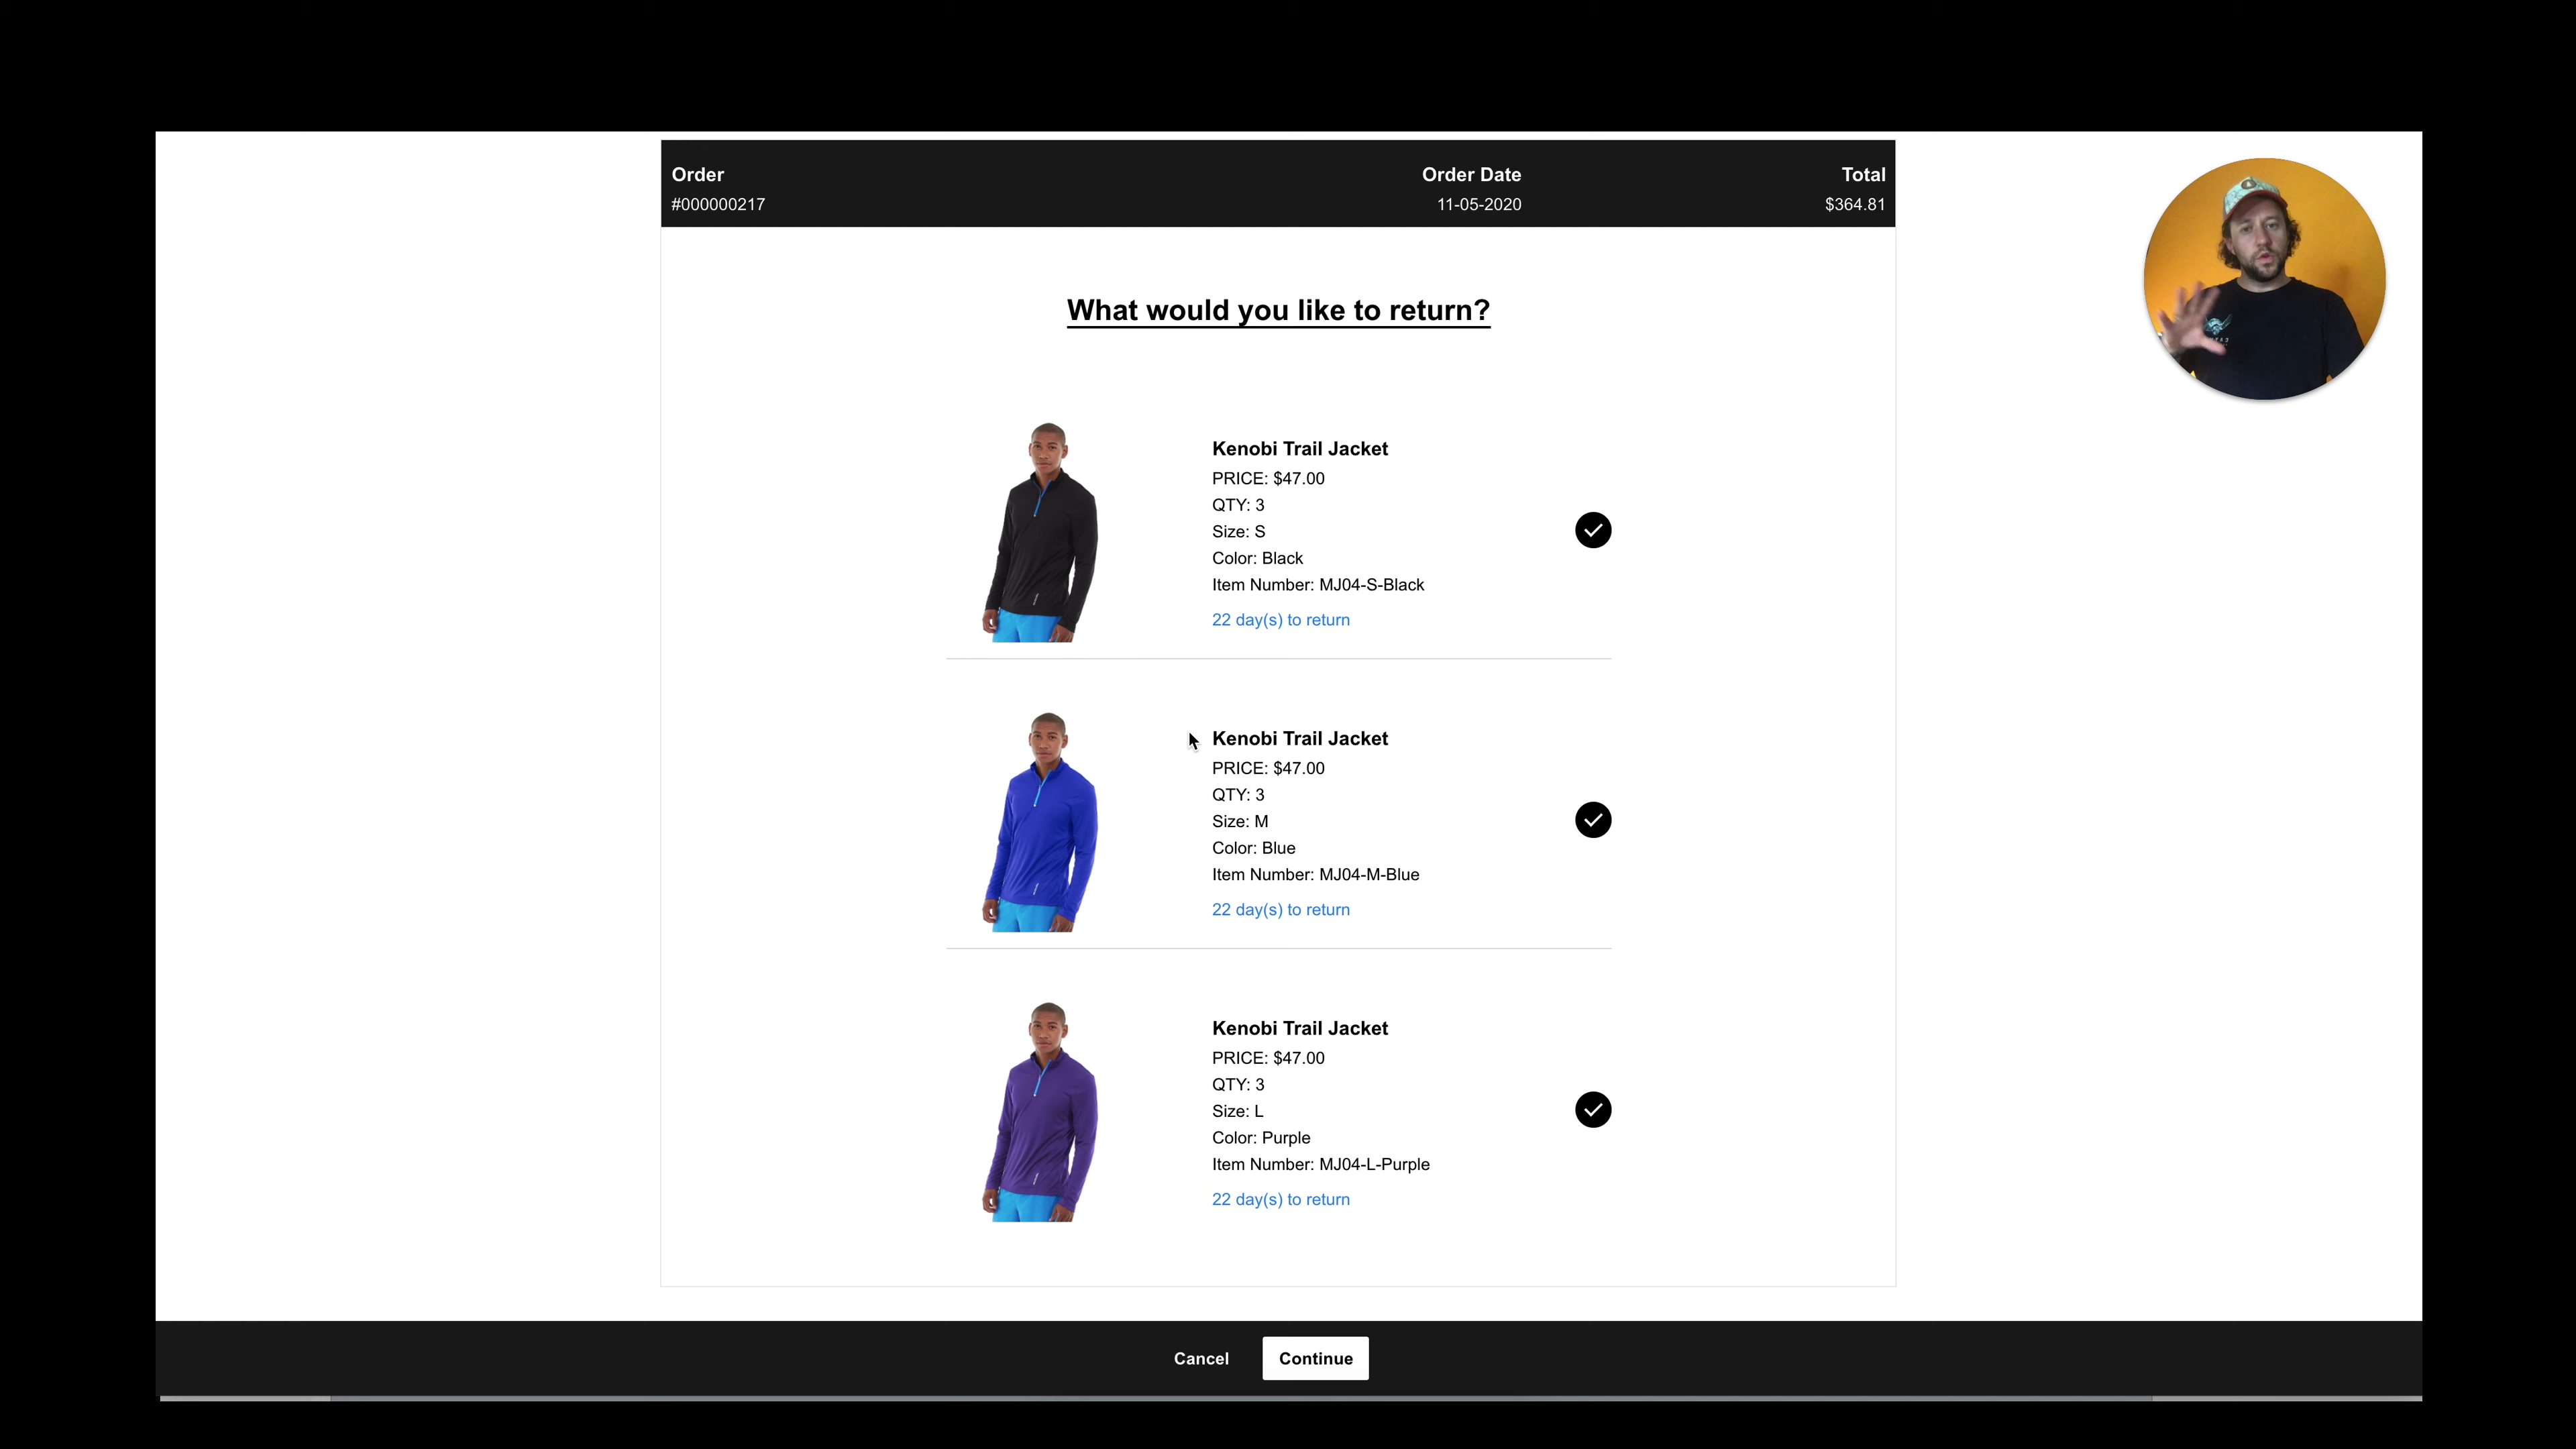 Order Order Date Total
#000000217 11-05-2020 $364.81
What would you like to return?
Kenobi Trail Jacket
PRICE: $47.00
QTY: 3
Size: S
Color: Black
Item Number: MJ04-S-Black
22 day(s) to return
Kenobi Trail Jacket
PRICE: $47.00
QTY: 3
Size: M
Color: Blue
Item Number: MJ04-M-Blue
22 day(s) to return
Kenobi Trail Jacket
PRICE: $47.00
QTY: 3
Size: L
Color: Purple
Item Number: MJ04-L-Purple
22 day(s) to return
Cancel Continue